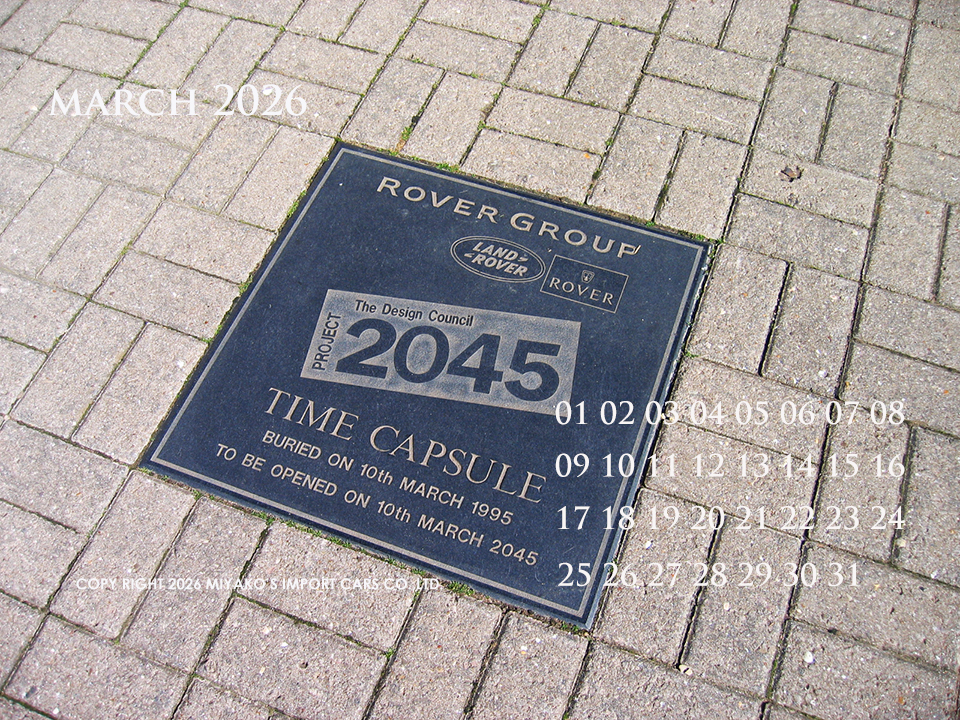 MARCH 2026
ROVER GROUP
LAND-
-ROVER
ROVER
The Design Council
PROJECT
2045
TIME CAPSULE
BURIED ON 10th MARCH 1995
TO BE OPENED ON 10th MARCH 2045
01 02 03 04 05 06 07 08
09 10 11 12 13 14 15 16
17 18 19 20 21 22 23 24
25 26 27 28 29 30 31
COPY RIGHT 2026 MIYAKO'S IMPORT CARS CO. LTD.